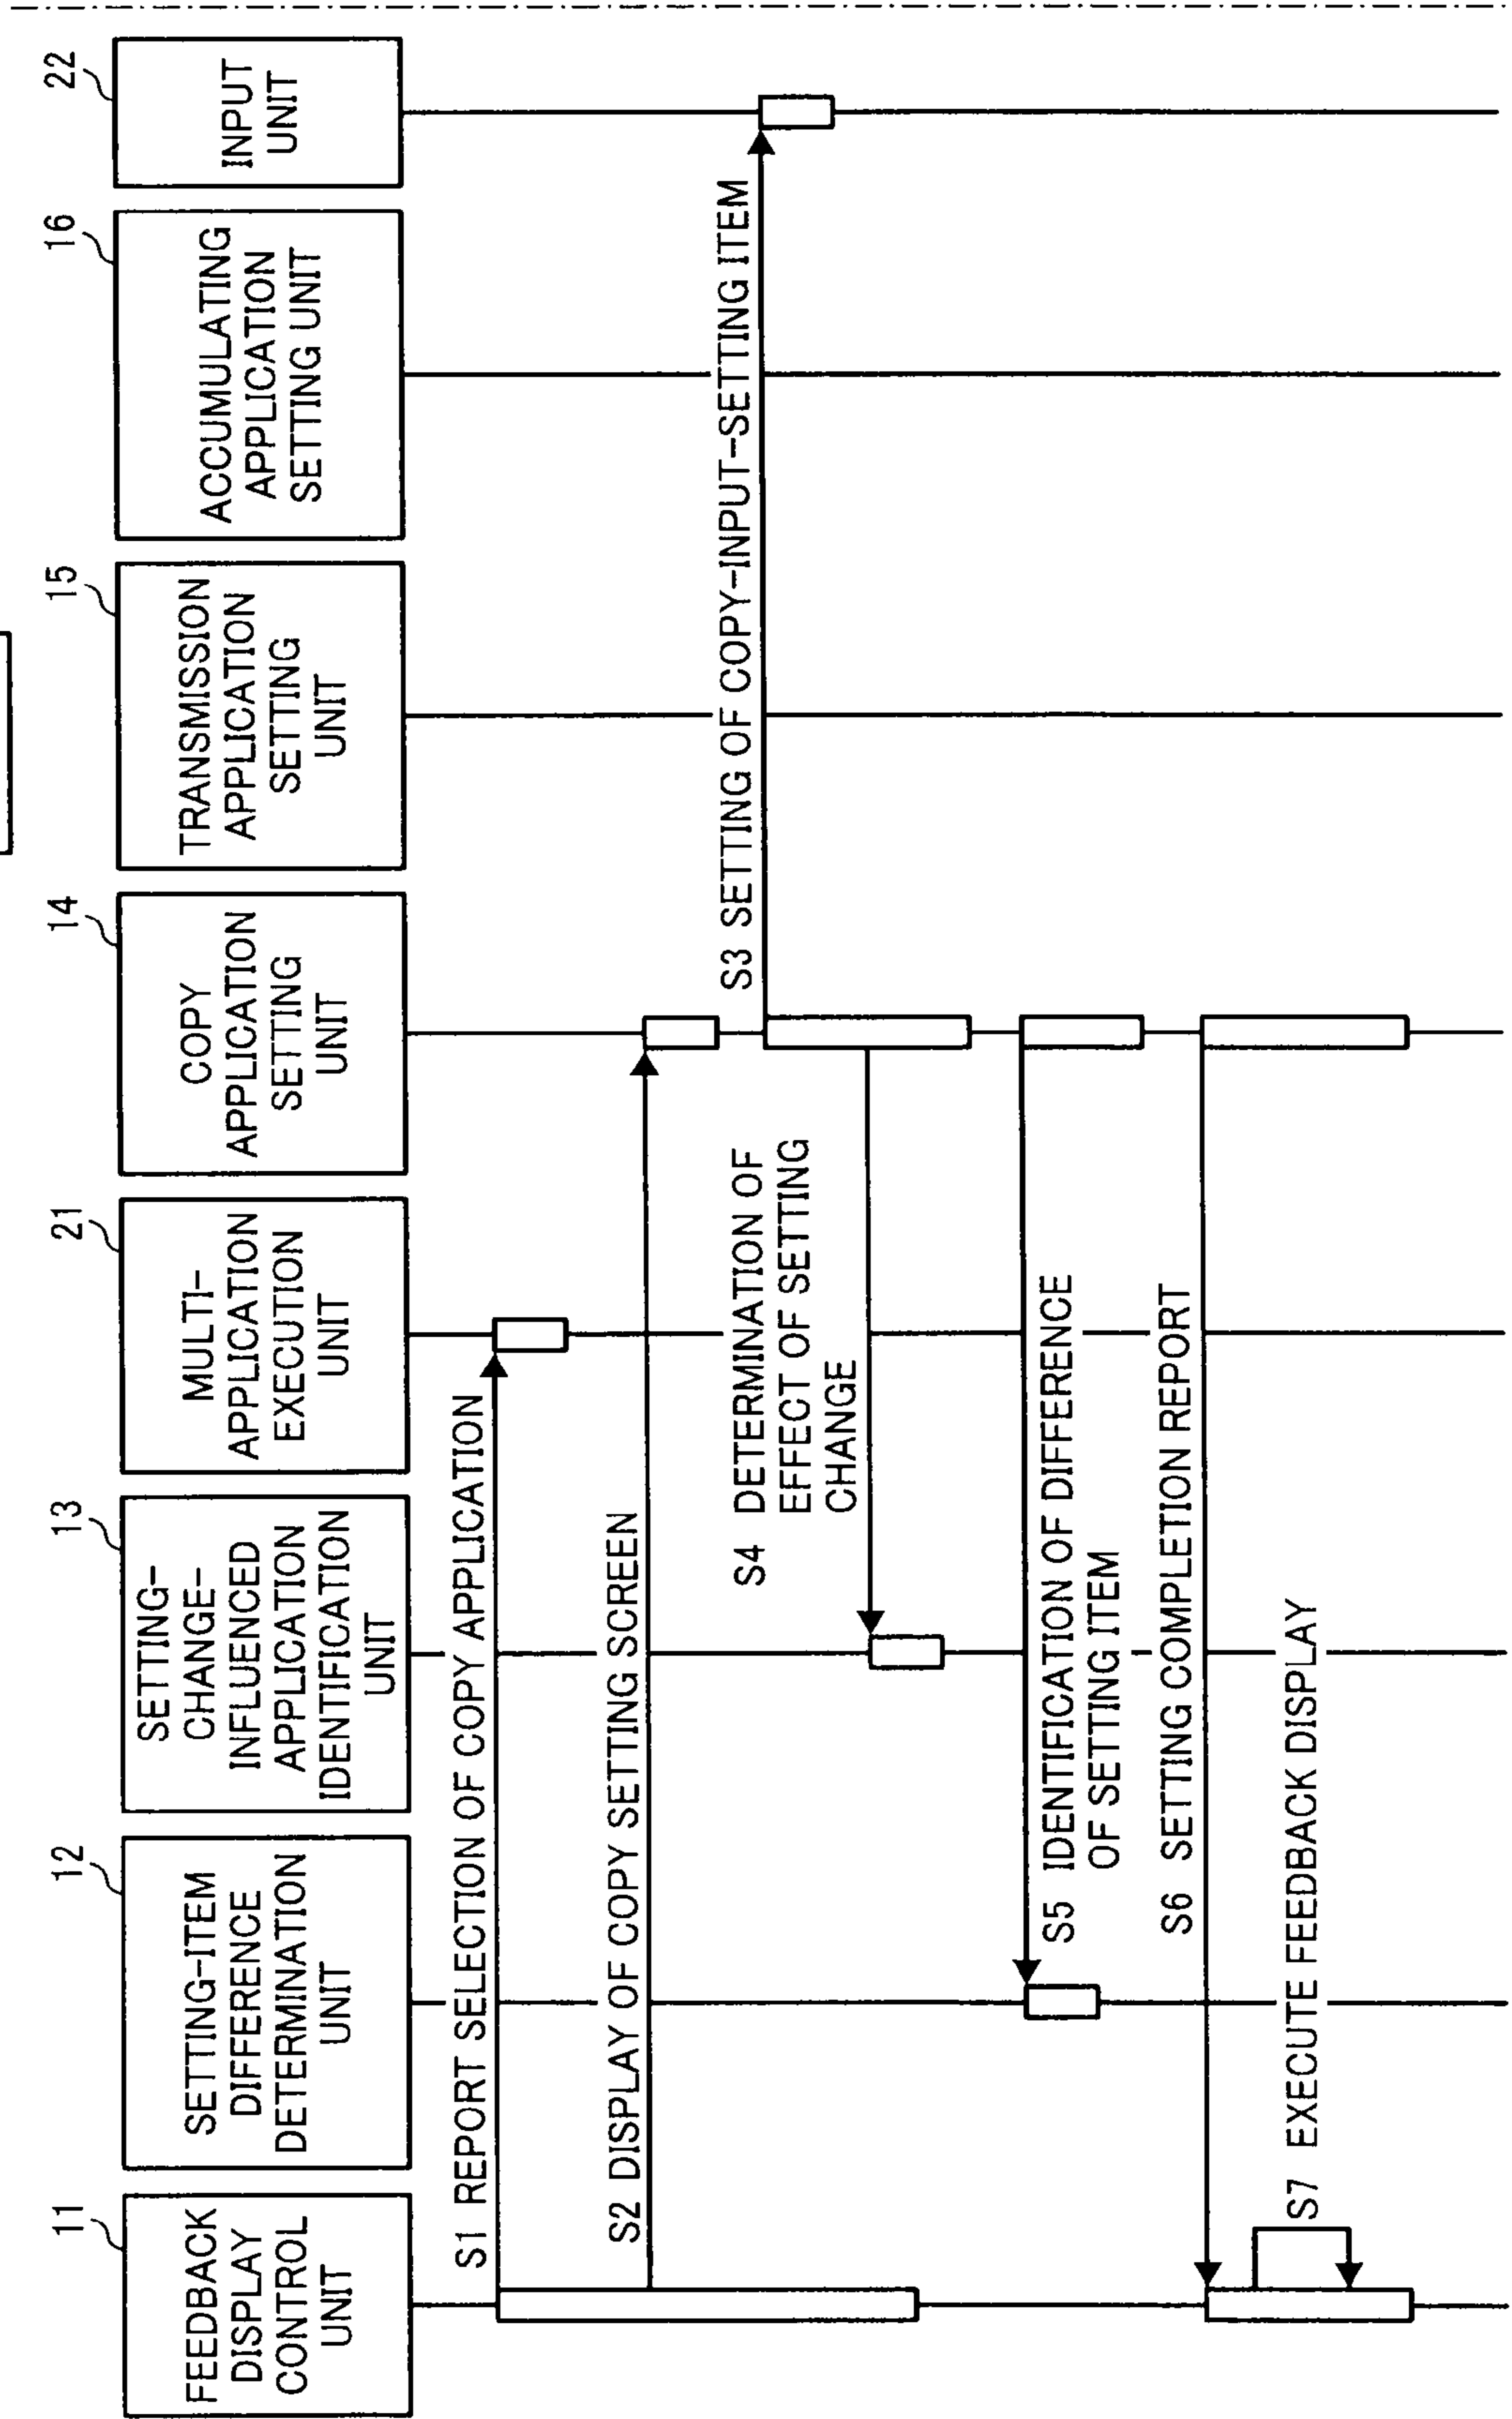 11
FEEDBACK
DISPLAY
CONTROL
UNIT
12
SETTING-ITEM
DIFFERENCE
DETERMINATION
UNIT
13
SETTING-
CHANGE-
INFLUENCED
APPLICATION
IDENTIFICATION
UNIT
21
MULTI-
APPLICATION
EXECUTION
UNIT
14
COPY
APPLICATION
SETTING
UNIT
15
TRANSMISSION
APPLICATION
SETTING
UNIT
16
ACCUMULATING
APPLICATION
SETTING UNIT
22
INPUT
UNIT
S1 REPORT SELECTION OF COPY APPLICATION
S2 DISPLAY OF COPY SETTING SCREEN
S3 SETTING OF COPY-INPUT-SETTING ITEM
S4 DETERMINATION OF
EFFECT OF SETTING
CHANGE
S5 IDENTIFICATION OF DIFFERENCE
OF SETTING ITEM
S6 SETTING COMPLETION REPORT
S7 EXECUTE FEEDBACK DISPLAY